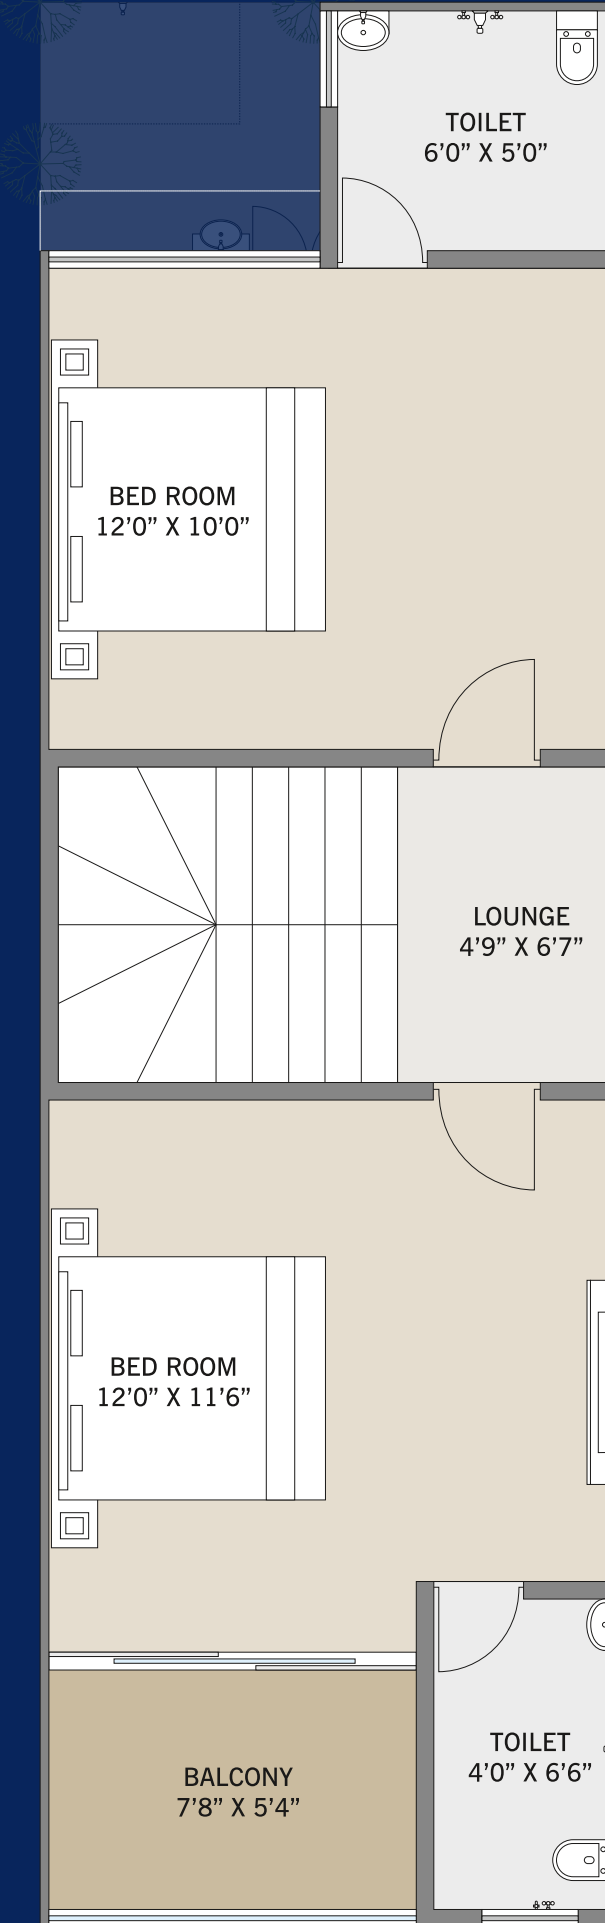 TOILET
6’0” X 5’0”
BED ROOM
12’0” X 10’0”
LOUNGE
4’9” X 6’7”
BED ROOM
12’0” X 11’6”
TOILET
4’0” X 6’6”
BALCONY
7’8” X 5’4”